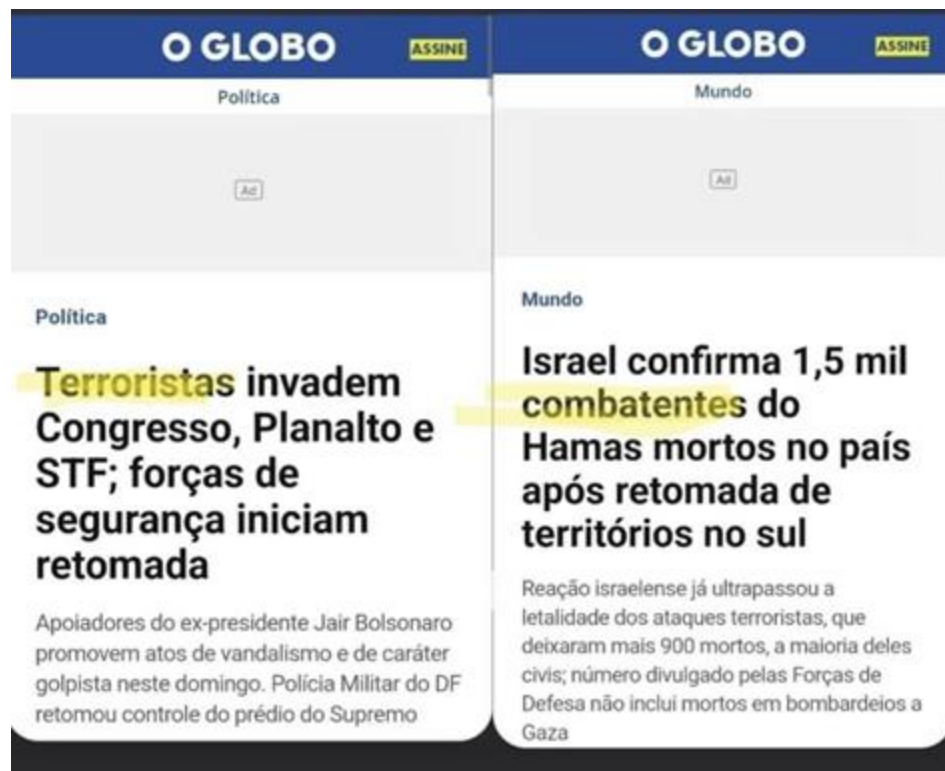 O GLOBO
ASSINE
Política
Ad
Política
Terroristas invadem
Congresso, Planalto e
STF; forças de
segurança iniciam
retomada
Apoiadores do ex-presidente Jair Bolsonaro
promovem atos de vandalismo e de caráter
golpista neste domingo. Polícia Militar do DF
retomou controle do prédio do Supremo
O GLOBO
ASSINE
Mundo
Ad
Mundo
Israel confirma 1,5 mil
combatentes do
Hamas mortos no país
após retomada de
territórios no sul
Reação israelense já ultrapassou a
letalidade dos ataques terroristas, que
deixaram mais 900 mortos, a maioria deles
civis; número divulgado pelas Forças de
Defesa não inclui mortos em bombardeios a
Gaza